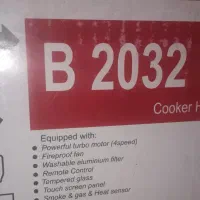 B 2032
Cooker H
Equipped with:
• Powerful turbo motor (4speed)
• Fireproof fan
• Washable aluminum filter
• Remote Control
• Tempered glass
• Touch screen panel
• Smoke & gas & Heat sensor